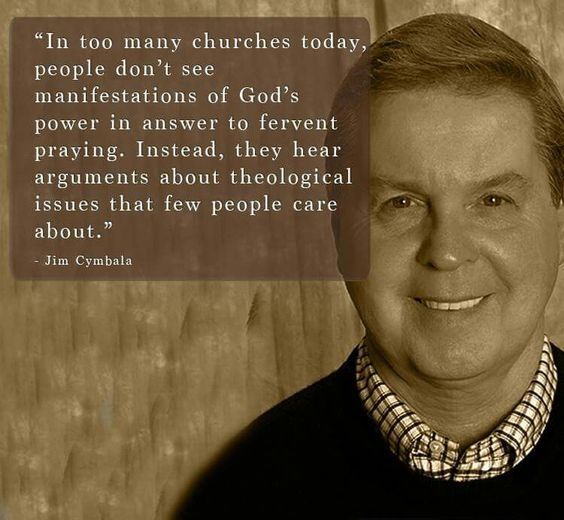 “In too many churches today,
people don’t see
manifestations of God’s
power in answer to fervent
praying. Instead, they hear
arguments about theological
issues that few people care
about.”
- Jim Cymbala